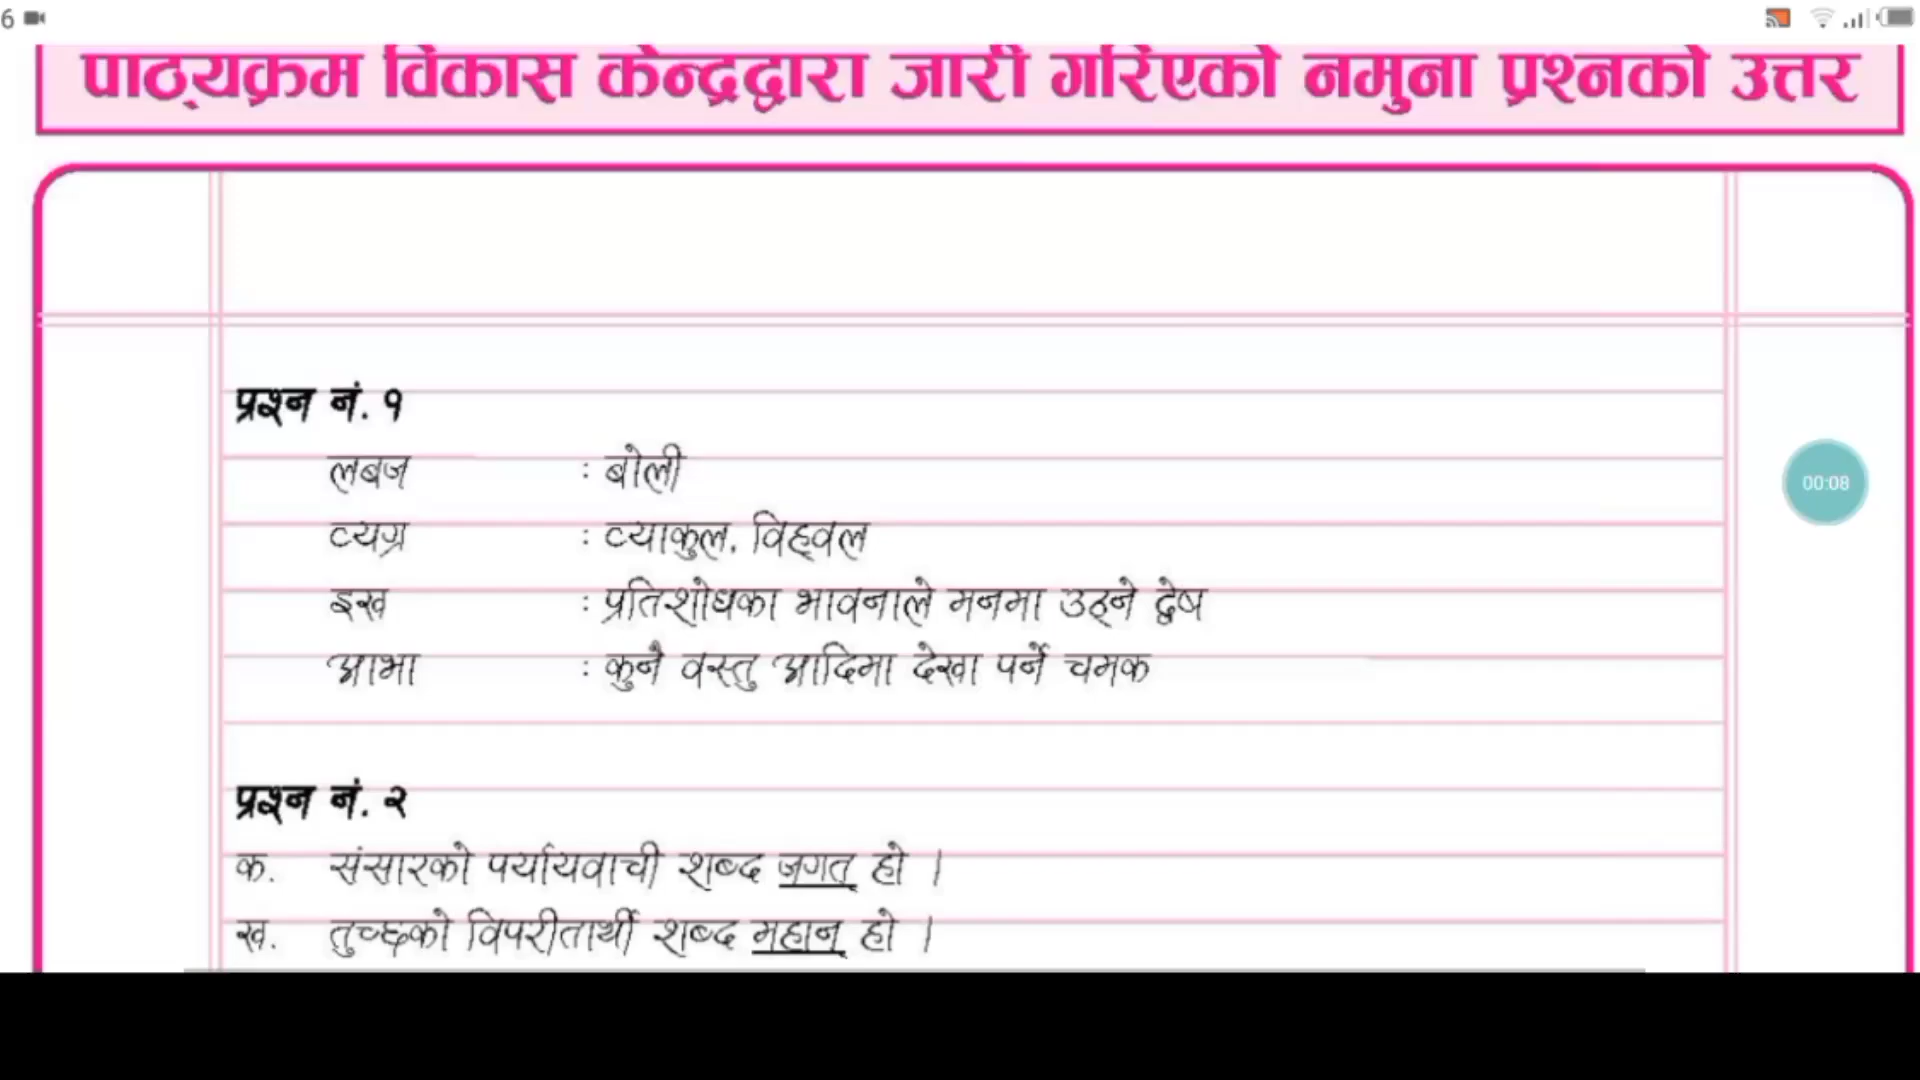 6
पाठ्यक्रम विकास केन्द्रद्वारा जारी गरिएको नमुना प्रश्नको उत्तर
प्रश्न नं. १
लबज : बोली
व्यग्र : व्याकुल, विह्वल
इख : प्रतिशोधका भावनाले मनमा उठ्ने द्वेष
आभा : कुनै वस्तु आदिमा देखा पर्ने चमक
00:08
प्रश्न नं. २
क. संसारको पर्यायवाची शब्द जगत् हो ।
ख. तुच्छको विपरीतार्थी शब्द महान् हो ।